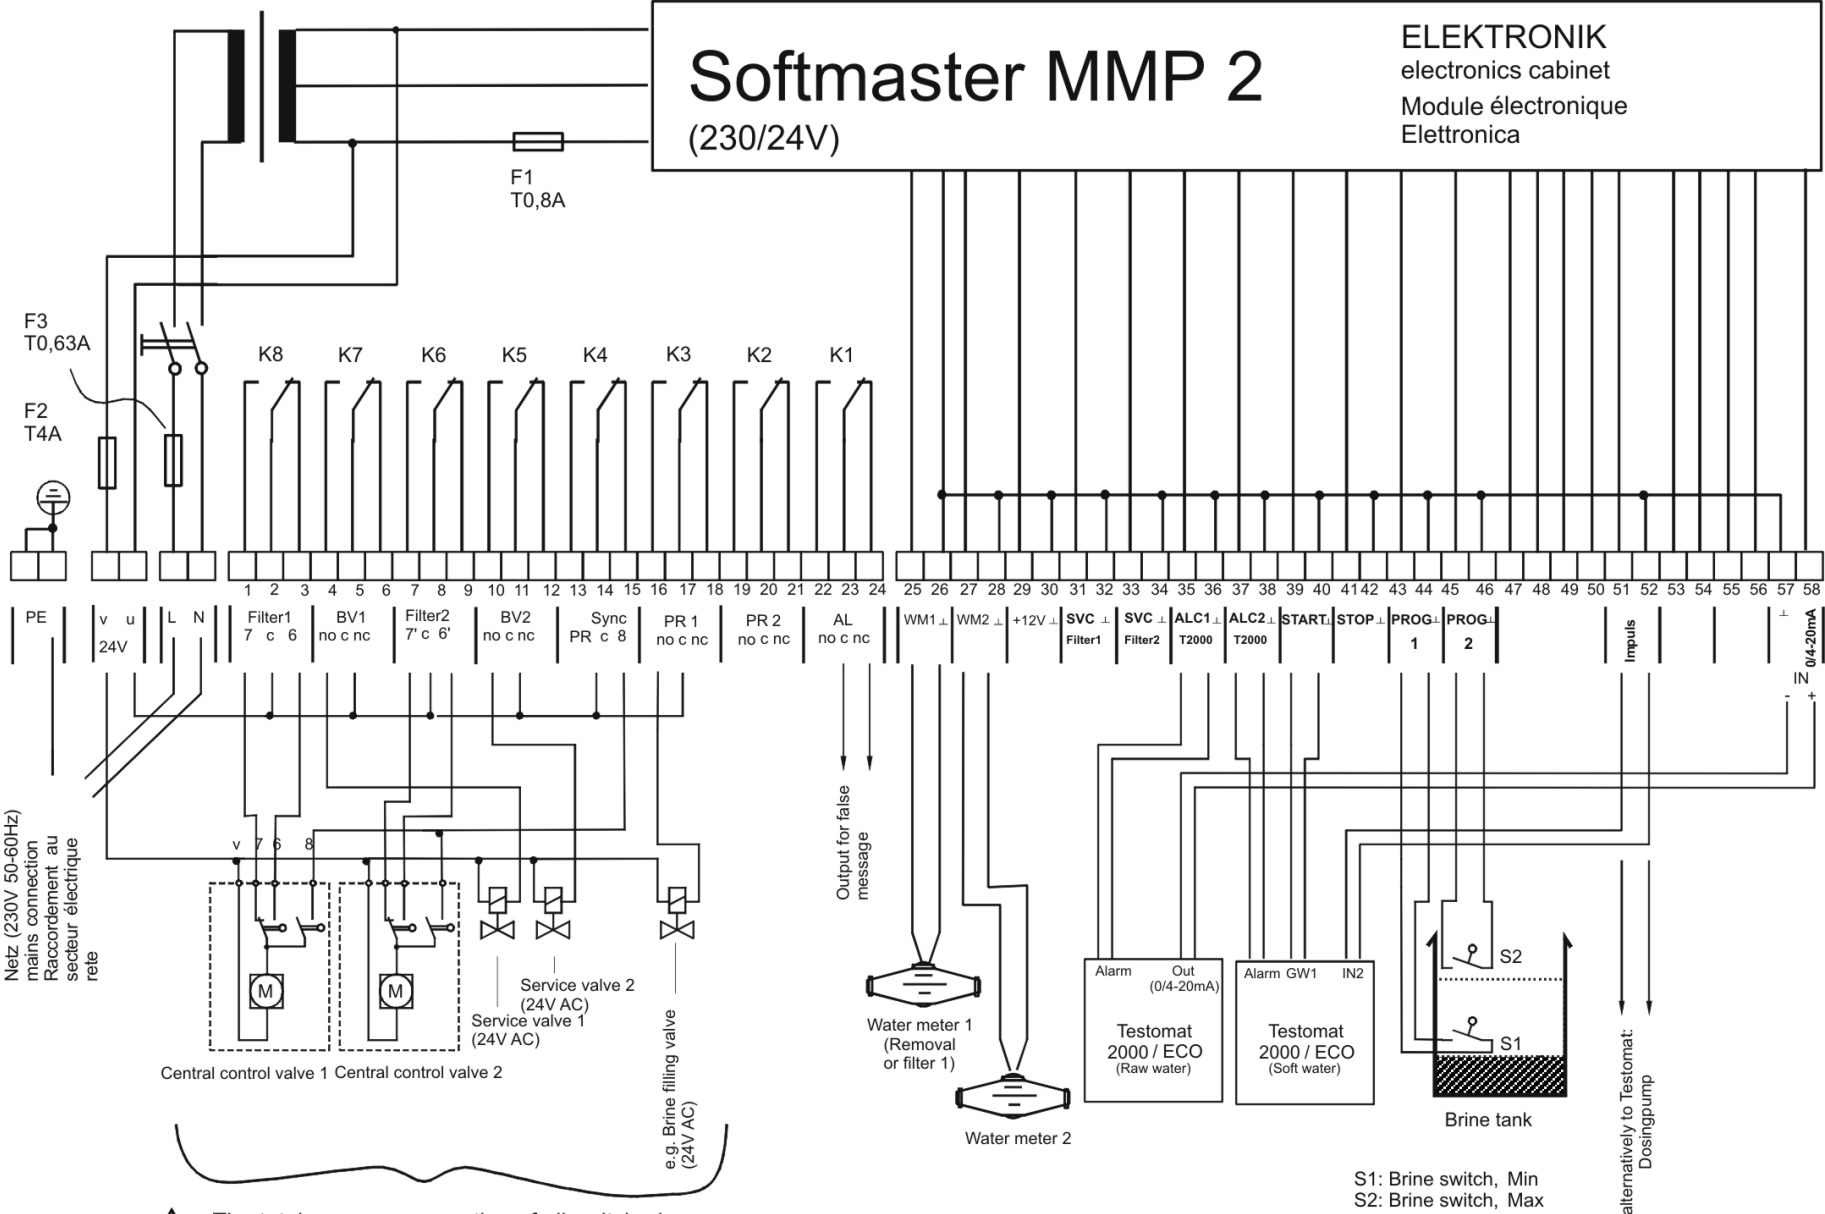 Softmaster MMP 2
(230/24V)
ELEKTRONIK
electronics cabinet
Module électronique
Elettronica
F1
T0,8A
F3
T0,63A
F2
T4A
K8 K7 K6 K5 K4 K3 K2 K1
1 2 3 4 5 6 7 8 9 10 11 12 13 14 15 16 17 18 19 20 21 22 23 24 25 26 27 28 29 30 31 32 33 34 35 36 37 38 39 40 41 42 43 44 45 46 47 48 49 50 51 52 53 54 55 56 57 58
PE
v u
24V
L N
Filter1
7 c 6
BV1
no c nc
Filter2
7' c 6'
BV2
no c nc
Sync
PR c 8
PR 1
no c nc
PR 2
no c nc
AL
no c nc
WM1 ⊥
WM2 ⊥
+12V ⊥
SVC ⊥
Filter1
SVC ⊥
Filter2
ALC1 ⊥
T2000
ALC2 ⊥
T2000
START ⊥
STOP ⊥
PROG ⊥
1
PROG ⊥
2
Impuls
⊥
0/4-20mA
IN
- +
Netz (230V 50-60Hz)
mains connection
Raccordement au
secteur électrique
rete
v 7 6 8
M
M
Central control valve 1
Central control valve 2
Service valve 2
(24V AC)
Service valve 1
(24V AC)
e.g. Brine filling valve
(24V AC)
Output for false
message
Water meter 1
(Removal
or filter 1)
Water meter 2
Alarm Out
(0/4-20mA)
Testomat
2000 / ECO
(Raw water)
Alarm GW1 IN2
Testomat
2000 / ECO
(Soft water)
S2
S1
Brine tank
S1: Brine switch, Min
S2: Brine switch, Max
alternatively to Testomat:
Dosingpump